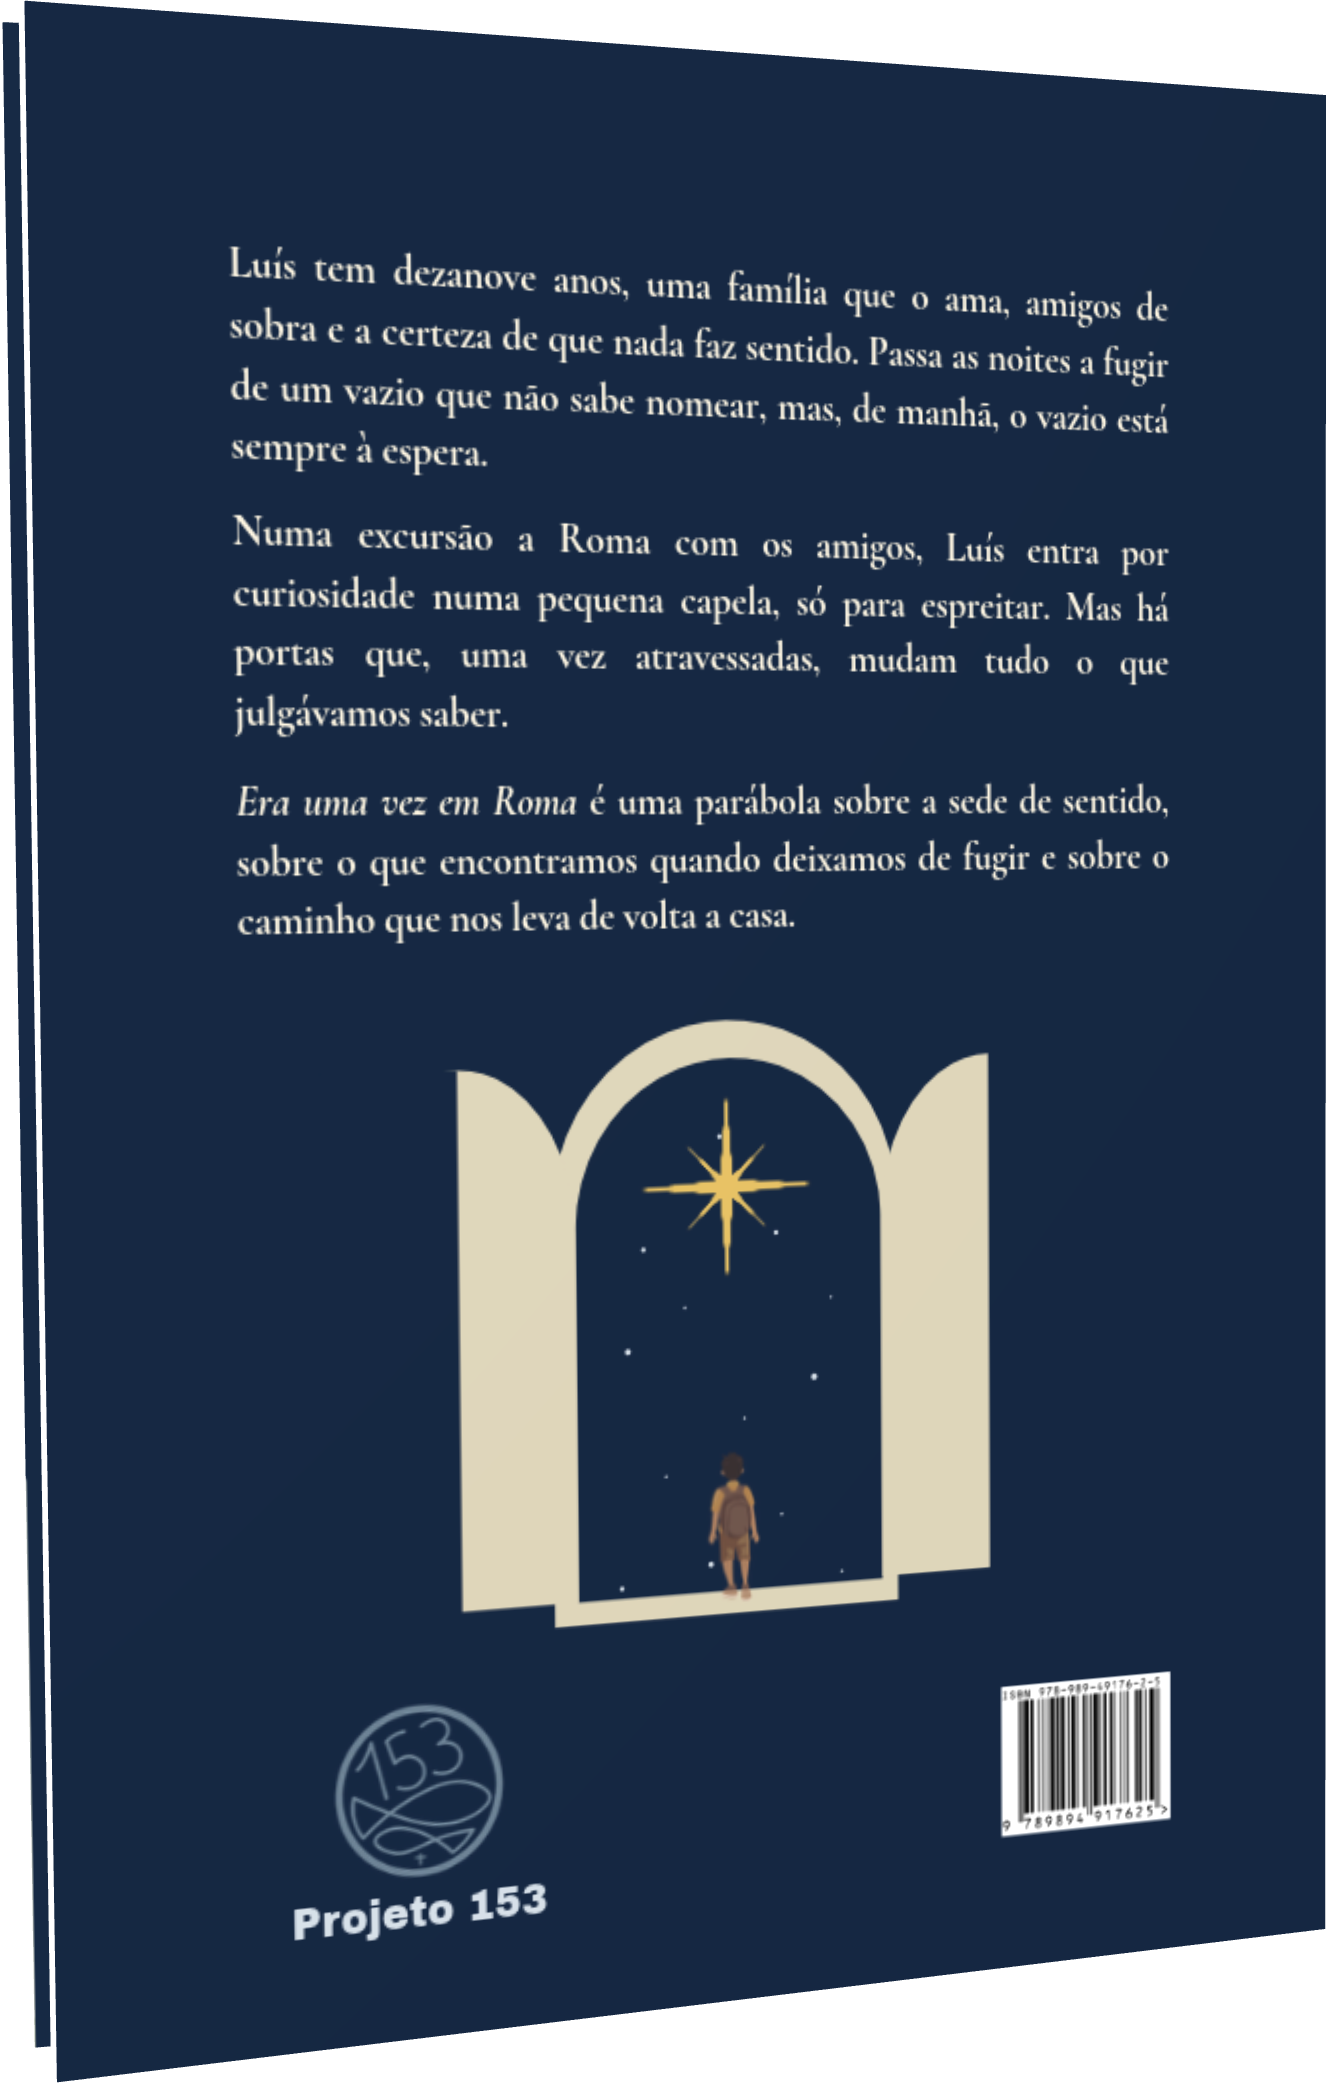 Luís tem dezanove anos, uma família que o ama, amigos de
sobra e a certeza de que nada faz sentido. Passa as noites a fugir
de um vazio que não sabe nomear, mas, de manhã, o vazio está
sempre à espera.
Numa excursão a Roma com os amigos, Luís entra por
curiosidade numa pequena capela, só para espreitar. Mas há
portas que, uma vez atravessadas, mudam tudo o que
julgávamos saber.
Era uma vez em Roma é uma parábola sobre a sede de sentido,
sobre o que encontramos quando deixamos de fugir e sobre o
caminho que nos leva de volta a casa.
153
Projeto 153
ISBN 978-989-49176-2-5
9 789894 917625 >